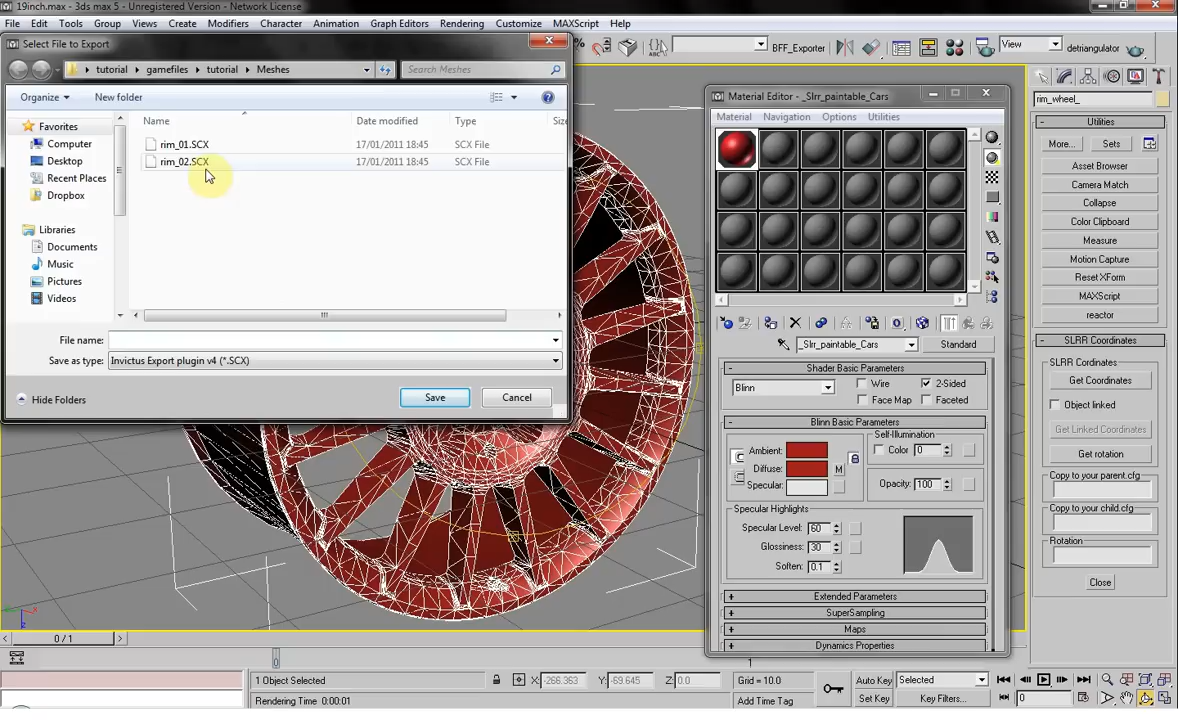 19inch.max - 3ds max 5 - Unregistered Version - Network License
File Edit Tools Group Views Create Modifiers Character Animation Graph Editors Rendering Customize MAXScript Help
Select File to Export
% ABC BFF_Exporter View detriangulator
tutorial gamefiles tutorial Meshes Search Meshes
Organize New folder
Favorites
Computer
Desktop
Recent Places
Dropbox
Libraries
Documents
Music
Pictures
Videos
Name Date modified Type Size
rim_01.SCX 17/01/2011 18:45 SCX File
rim_02.SCX 17/01/2011 18:45 SCX File
File name:
Save as type: Invictus Export plugin v4 (*.SCX)
Hide Folders Save Cancel
Material Editor - _Slrr_paintable_Cars
Material Navigation Options Utilities
_Slrr_paintable_Cars Standard
Shader Basic Parameters
Blinn Wire 2-Sided
Face Map Faceted
Blinn Basic Parameters
Self-Illumination
Ambient: Color 0
Diffuse: M
Specular: Opacity: 100
Specular Highlights
Specular Level: 60
Glossiness: 30
Soften: 0.1
Extended Parameters
SuperSampling
Maps
Dynamics Properties
rim_wheel_
Utilities
More... Sets
Asset Browser
Camera Match
Collapse
Color Clipboard
Measure
Motion Capture
Reset XForm
MAXScript
reactor
SLRR Coordinates
SLRR Cordinates
Get Coordinates
Object linked
Get Linked Coordinates
Get rotation
Copy to your parent.cfg
Copy to your child.cfg
Rotation
Close
0 / 1
0 1
1 Object Selected X: -266.363 Y: -69.645 Z: 0.0 Grid = 10.0 Auto Key Selected
Rendering Time 0:00:01 Add Time Tag Set Key Key Filters... 0